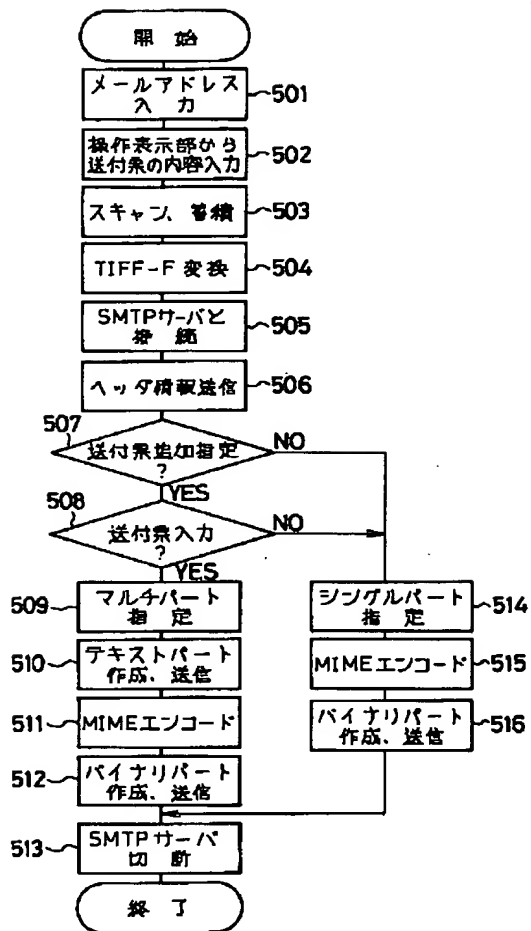 開 始
メールアドレス
入 力
501
操作表示部から
送付票の内容入力
502
スキャン、蓄積
503
TIFF-F 変換
504
SMTPサーバと
接 続
505
ヘッダ情報送信
506
507
送付票追加指定
?
NO
YES
508
送付票入力
?
NO
YES
509
マルチパート
指 定
510
テキストパート
作成、送信
511
MIMEエンコード
512
バイナリパート
作成、送信
シングルパート
指 定
514
MIMEエンコード
515
バイナリパート
作成、送信
516
513
SMTPサーバ
切 断
終 了